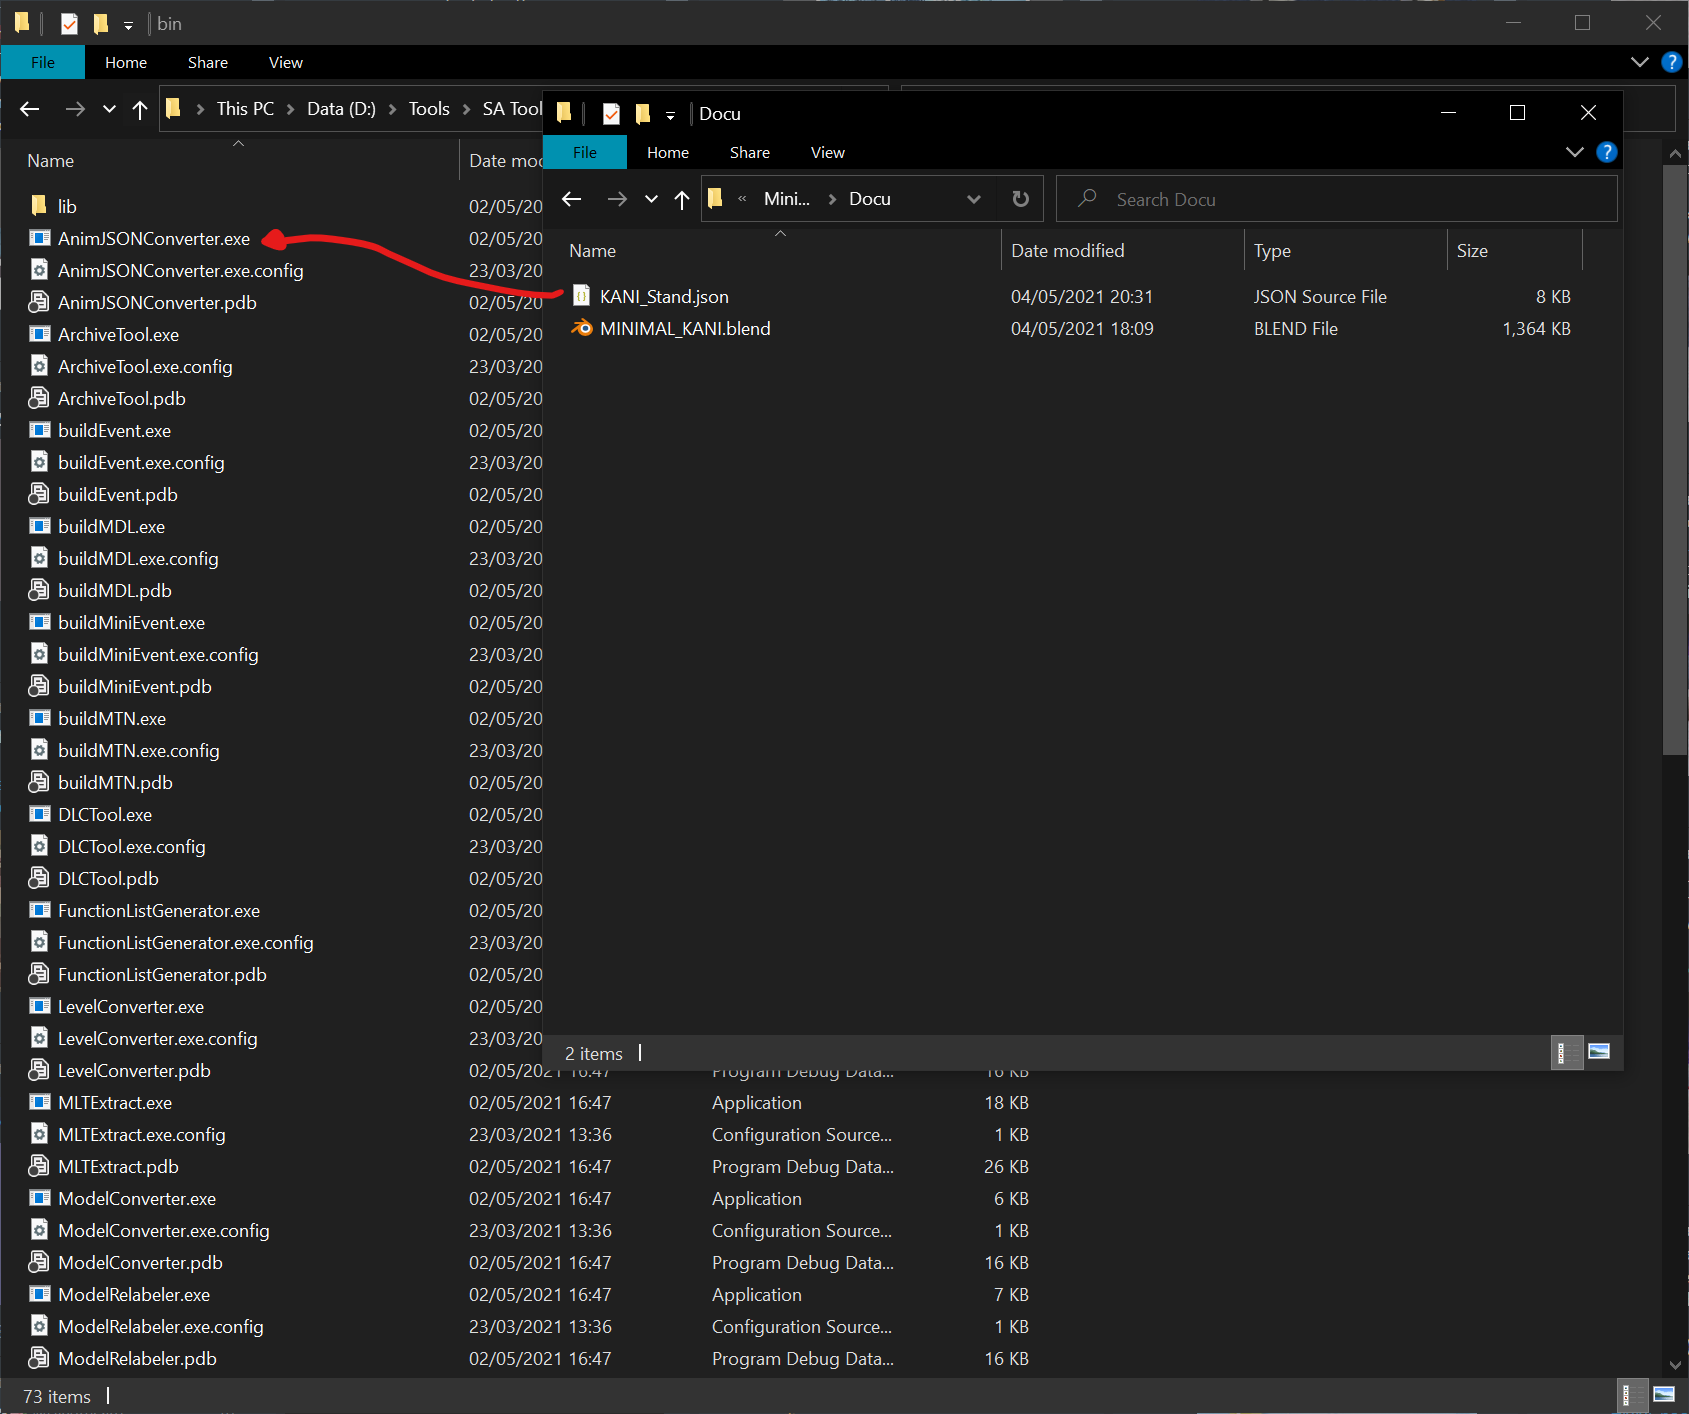 bin
File Home Share View
This PC Data (D:) Tools SA Tool
Name Date mo
lib 02/05/20
AnimJSONConverter.exe 02/05/20
AnimJSONConverter.exe.config 23/03/20
AnimJSONConverter.pdb 02/05/20
ArchiveTool.exe 02/05/20
ArchiveTool.exe.config 23/03/20
ArchiveTool.pdb 02/05/20
buildEvent.exe 02/05/20
buildEvent.exe.config 23/03/20
buildEvent.pdb 02/05/20
buildMDL.exe 02/05/20
buildMDL.exe.config 23/03/20
buildMDL.pdb 02/05/20
buildMiniEvent.exe 02/05/20
buildMiniEvent.exe.config 23/03/20
buildMiniEvent.pdb 02/05/20
buildMTN.exe 02/05/20
buildMTN.exe.config 23/03/20
buildMTN.pdb 02/05/20
DLCTool.exe 02/05/20
DLCTool.exe.config 23/03/20
DLCTool.pdb 02/05/20
FunctionListGenerator.exe 02/05/20
FunctionListGenerator.exe.config 23/03/20
FunctionListGenerator.pdb 02/05/20
LevelConverter.exe 02/05/20
LevelConverter.exe.config 23/03/20
LevelConverter.pdb 02/05/2021 16:47 Program Debug Data... 16 KB
MLTExtract.exe 02/05/2021 16:47 Application 18 KB
MLTExtract.exe.config 23/03/2021 13:36 Configuration Source... 1 KB
MLTExtract.pdb 02/05/2021 16:47 Program Debug Data... 26 KB
ModelConverter.exe 02/05/2021 16:47 Application 6 KB
ModelConverter.exe.config 23/03/2021 13:36 Configuration Source... 1 KB
ModelConverter.pdb 02/05/2021 16:47 Program Debug Data... 16 KB
ModelRelabeler.exe 02/05/2021 16:47 Application 7 KB
ModelRelabeler.exe.config 23/03/2021 13:36 Configuration Source... 1 KB
ModelRelabeler.pdb 02/05/2021 16:47 Program Debug Data... 16 KB
73 items
Docu
File Home Share View
« Mini... Docu Search Docu
Name Date modified Type Size
KANI_Stand.json 04/05/2021 20:31 JSON Source File 8 KB
MINIMAL_KANI.blend 04/05/2021 18:09 BLEND File 1,364 KB
2 items